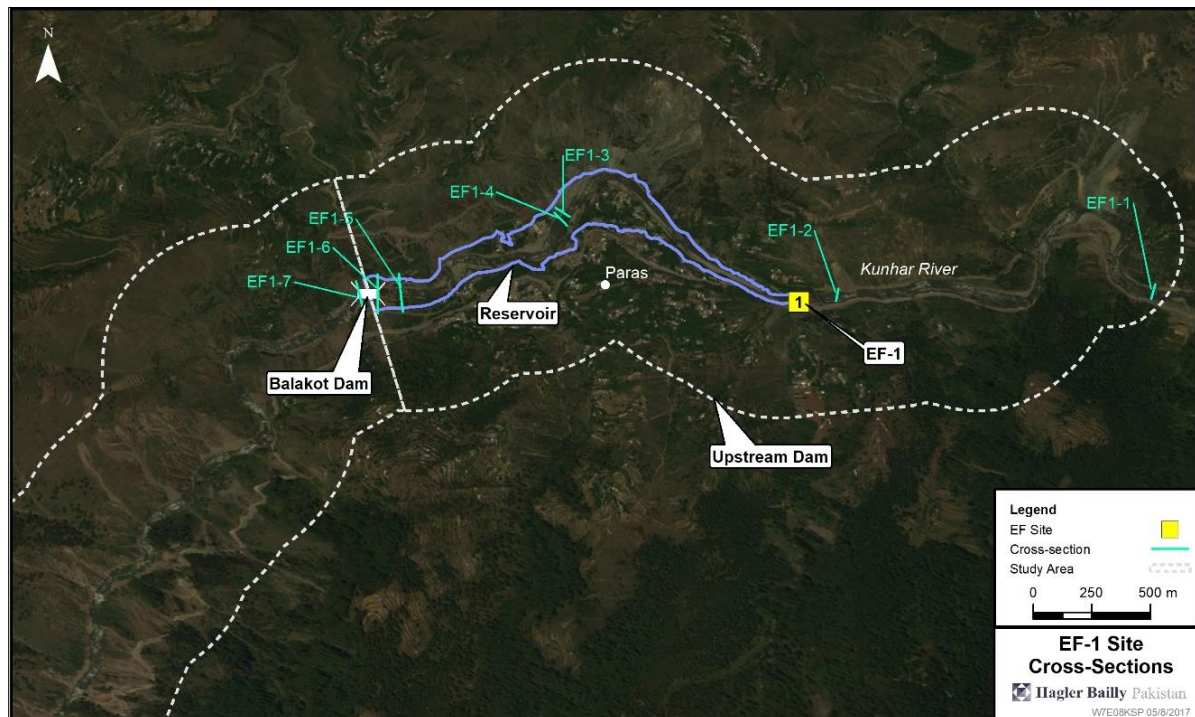 N
EF1-3
EF1-4
EF1-5
EF1-6
EF1-7
EF1-2
EF1-1
Kunhar River
Paras
Reservoir
1
EF-1
Balakot Dam
Upstream Dam
Legend
EF Site
1
Cross-section
Study Area
0 250 500 m
EF-1 Site
Cross-Sections
Hagler Bailly Pakistan
W7E08KSP 05/8/2017